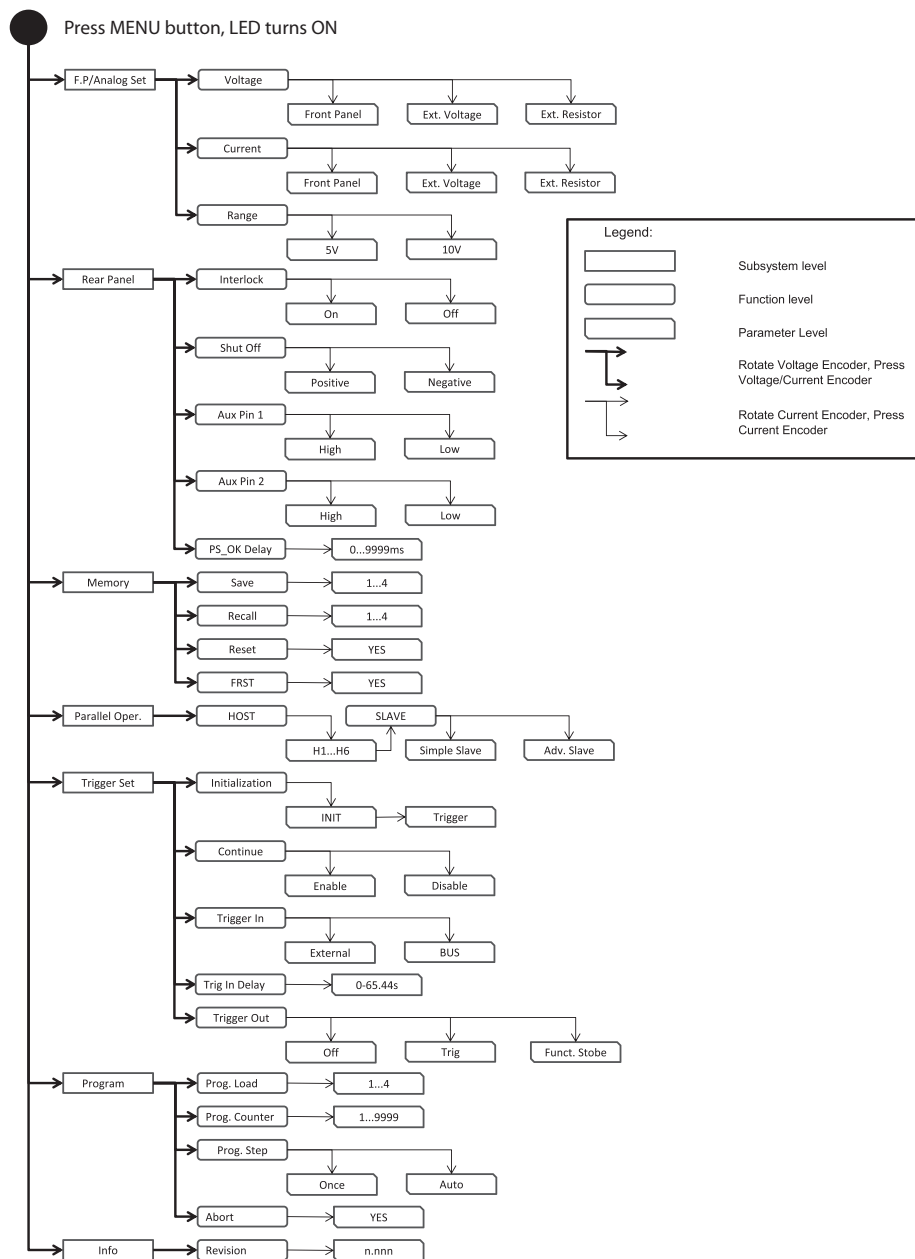 Press MENU button, LED turns ON
F.P/Analog Set
Voltage
Front Panel
Ext. Voltage
Ext. Resistor
Current
Front Panel
Ext. Voltage
Ext. Resistor
Range
5V
10V
Legend:
Subsystem level
Function level
Parameter Level
Rotate Voltage Encoder, Press
Voltage/Current Encoder
Rotate Current Encoder, Press
Current Encoder
Rear Panel
Interlock
On
Off
Shut Off
Positive
Negative
Aux Pin 1
High
Low
Aux Pin 2
High
Low
PS_OK Delay
0...9999ms
Memory
Save
1...4
Recall
1...4
Reset
YES
FRST
YES
Parallel Oper.
HOST
SLAVE
H1...H6
Simple Slave
Adv. Slave
Trigger Set
Initialization
INIT
Trigger
Continue
Enable
Disable
Trigger In
External
BUS
Trig In Delay
0-65.44s
Trigger Out
Off
Trig
Funct. Stobe
Program
Prog. Load
1...4
Prog. Counter
1...9999
Prog. Step
Once
Auto
Abort
YES
Info
Revision
n.nnn